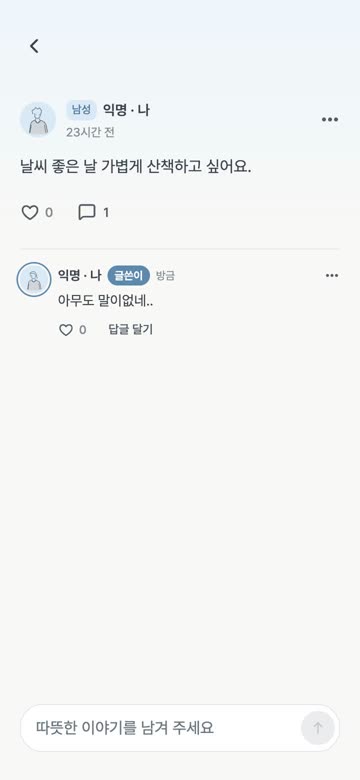 남성 익명 · 나
23시간 전
날씨 좋은 날 가볍게 산책하고 싶어요.
0 1
익명 · 나 글쓴이 방금
아무도 말이없네..
0 답글 달기
따뜻한 이야기를 남겨 주세요